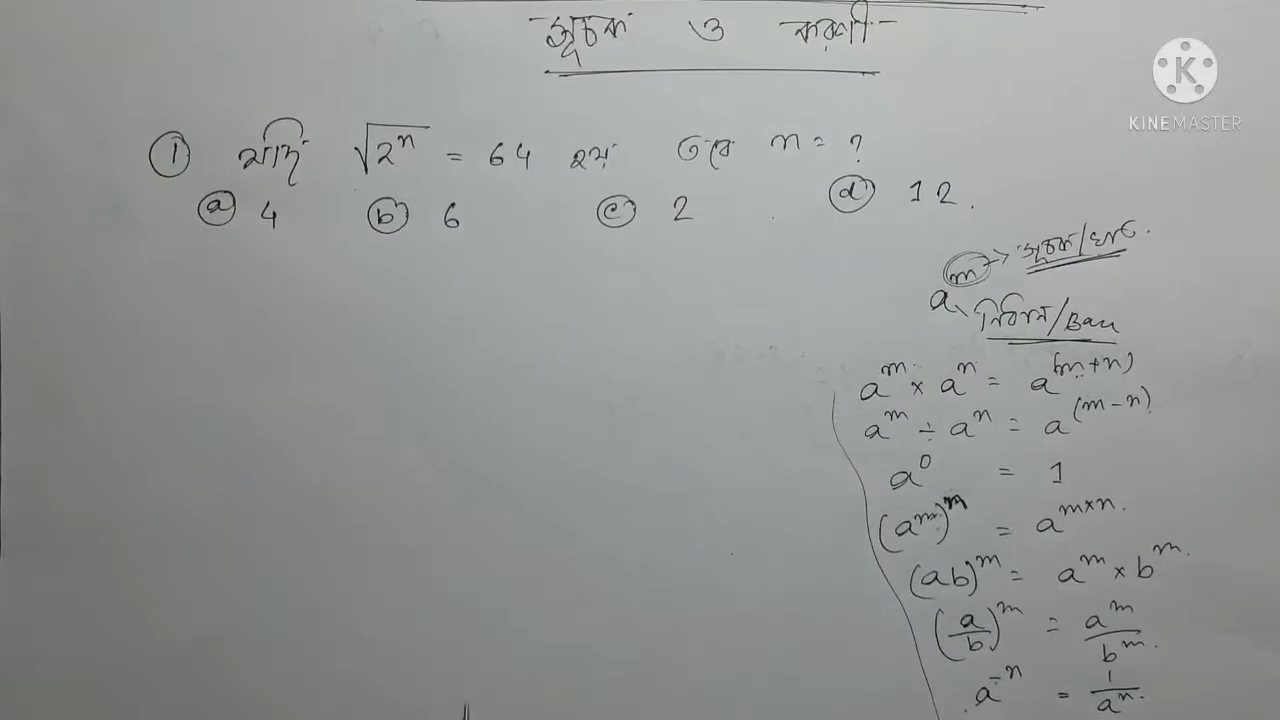 - সূচক ও করণী -
① যদি √2ⁿ = 64 হয় তবে n = ?
ⓐ 4 ⓑ 6 ⓒ 2 ⓓ 12.
m → সূচক/ঘাত.
a নিধান/Base
aᵐ × aⁿ = a⁽ᵐ⁺ⁿ⁾
aᵐ ÷ aⁿ = a⁽ᵐ⁻ⁿ⁾
a⁰ = 1
(aᵐ)ᵐ = aᵐˣⁿ.
(ab)ᵐ = aᵐ × bᵐ.
(a/b)ᵐ = aᵐ/bᵐ.
a⁻ⁿ = 1/aⁿ.
KINEMASTER